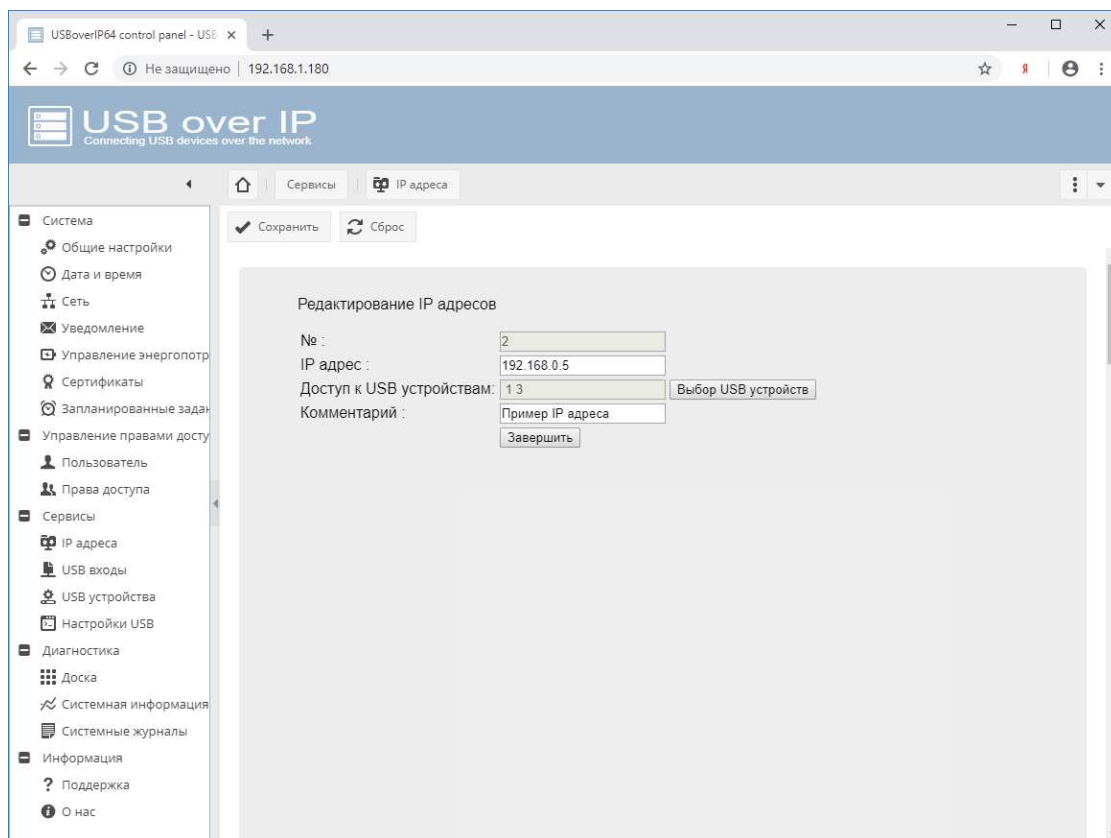 USBoverIP64 control panel - USB
Не защищено
192.168.1.180
Я
USB over IP
Connecting USB devices over the network
Сервисы
IP адреса
Сохранить
Сброс
Система
Общие настройки
Дата и время
Сеть
Уведомление
Управление энергопотр
Сертификаты
Запланированные задан
Управление правами досту
Пользователь
Права доступа
Сервисы
IP адреса
USB входы
USB устройства
Настройки USB
Диагностика
Доска
Системная информация
Системные журналы
Информация
Поддержка
О нас
Редактирование IP адресов
№ :
2
IP адрес :
192.168.0.5
Доступ к USB устройствам:
1 3
Выбор USB устройств
Комментарий :
Пример IP адреса
Завершить